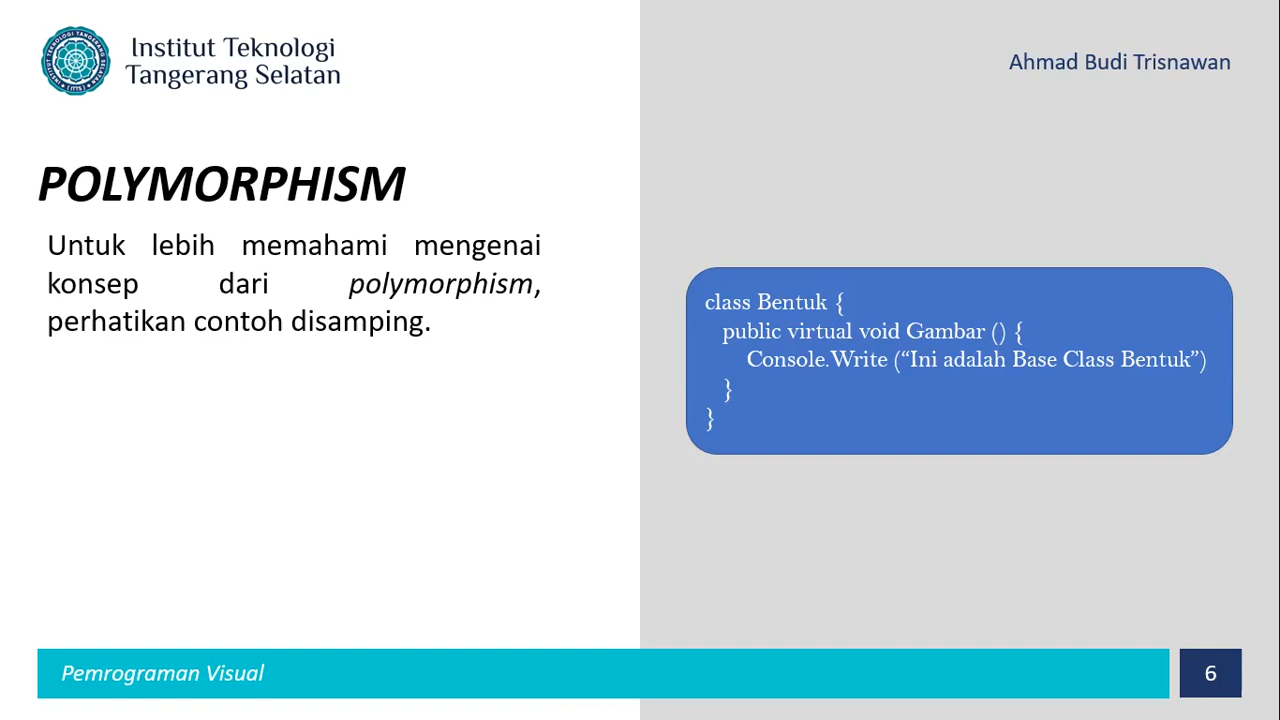 Institut Teknologi
Tangerang Selatan
Ahmad Budi Trisnawan
POLYMORPHISM
Untuk lebih memahami mengenai
konsep dari polymorphism,
perhatikan contoh disamping.
class Bentuk {
public virtual void Gambar () {
Console.Write (“Ini adalah Base Class Bentuk”)
}
}
Pemrograman Visual
6